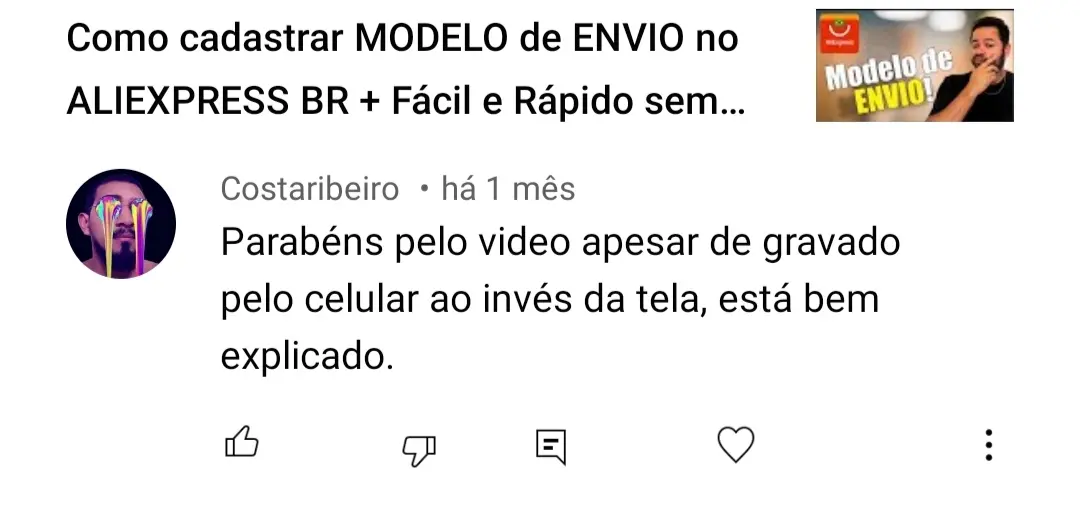 Como cadastrar MODELO de ENVIO no
ALIEXPRESS BR + Fácil e Rápido sem...
AliExpress
Modelo de
ENVIO!
Costaribeiro • há 1 mês
Parabéns pelo video apesar de gravado
pelo celular ao invés da tela, está bem
explicado.